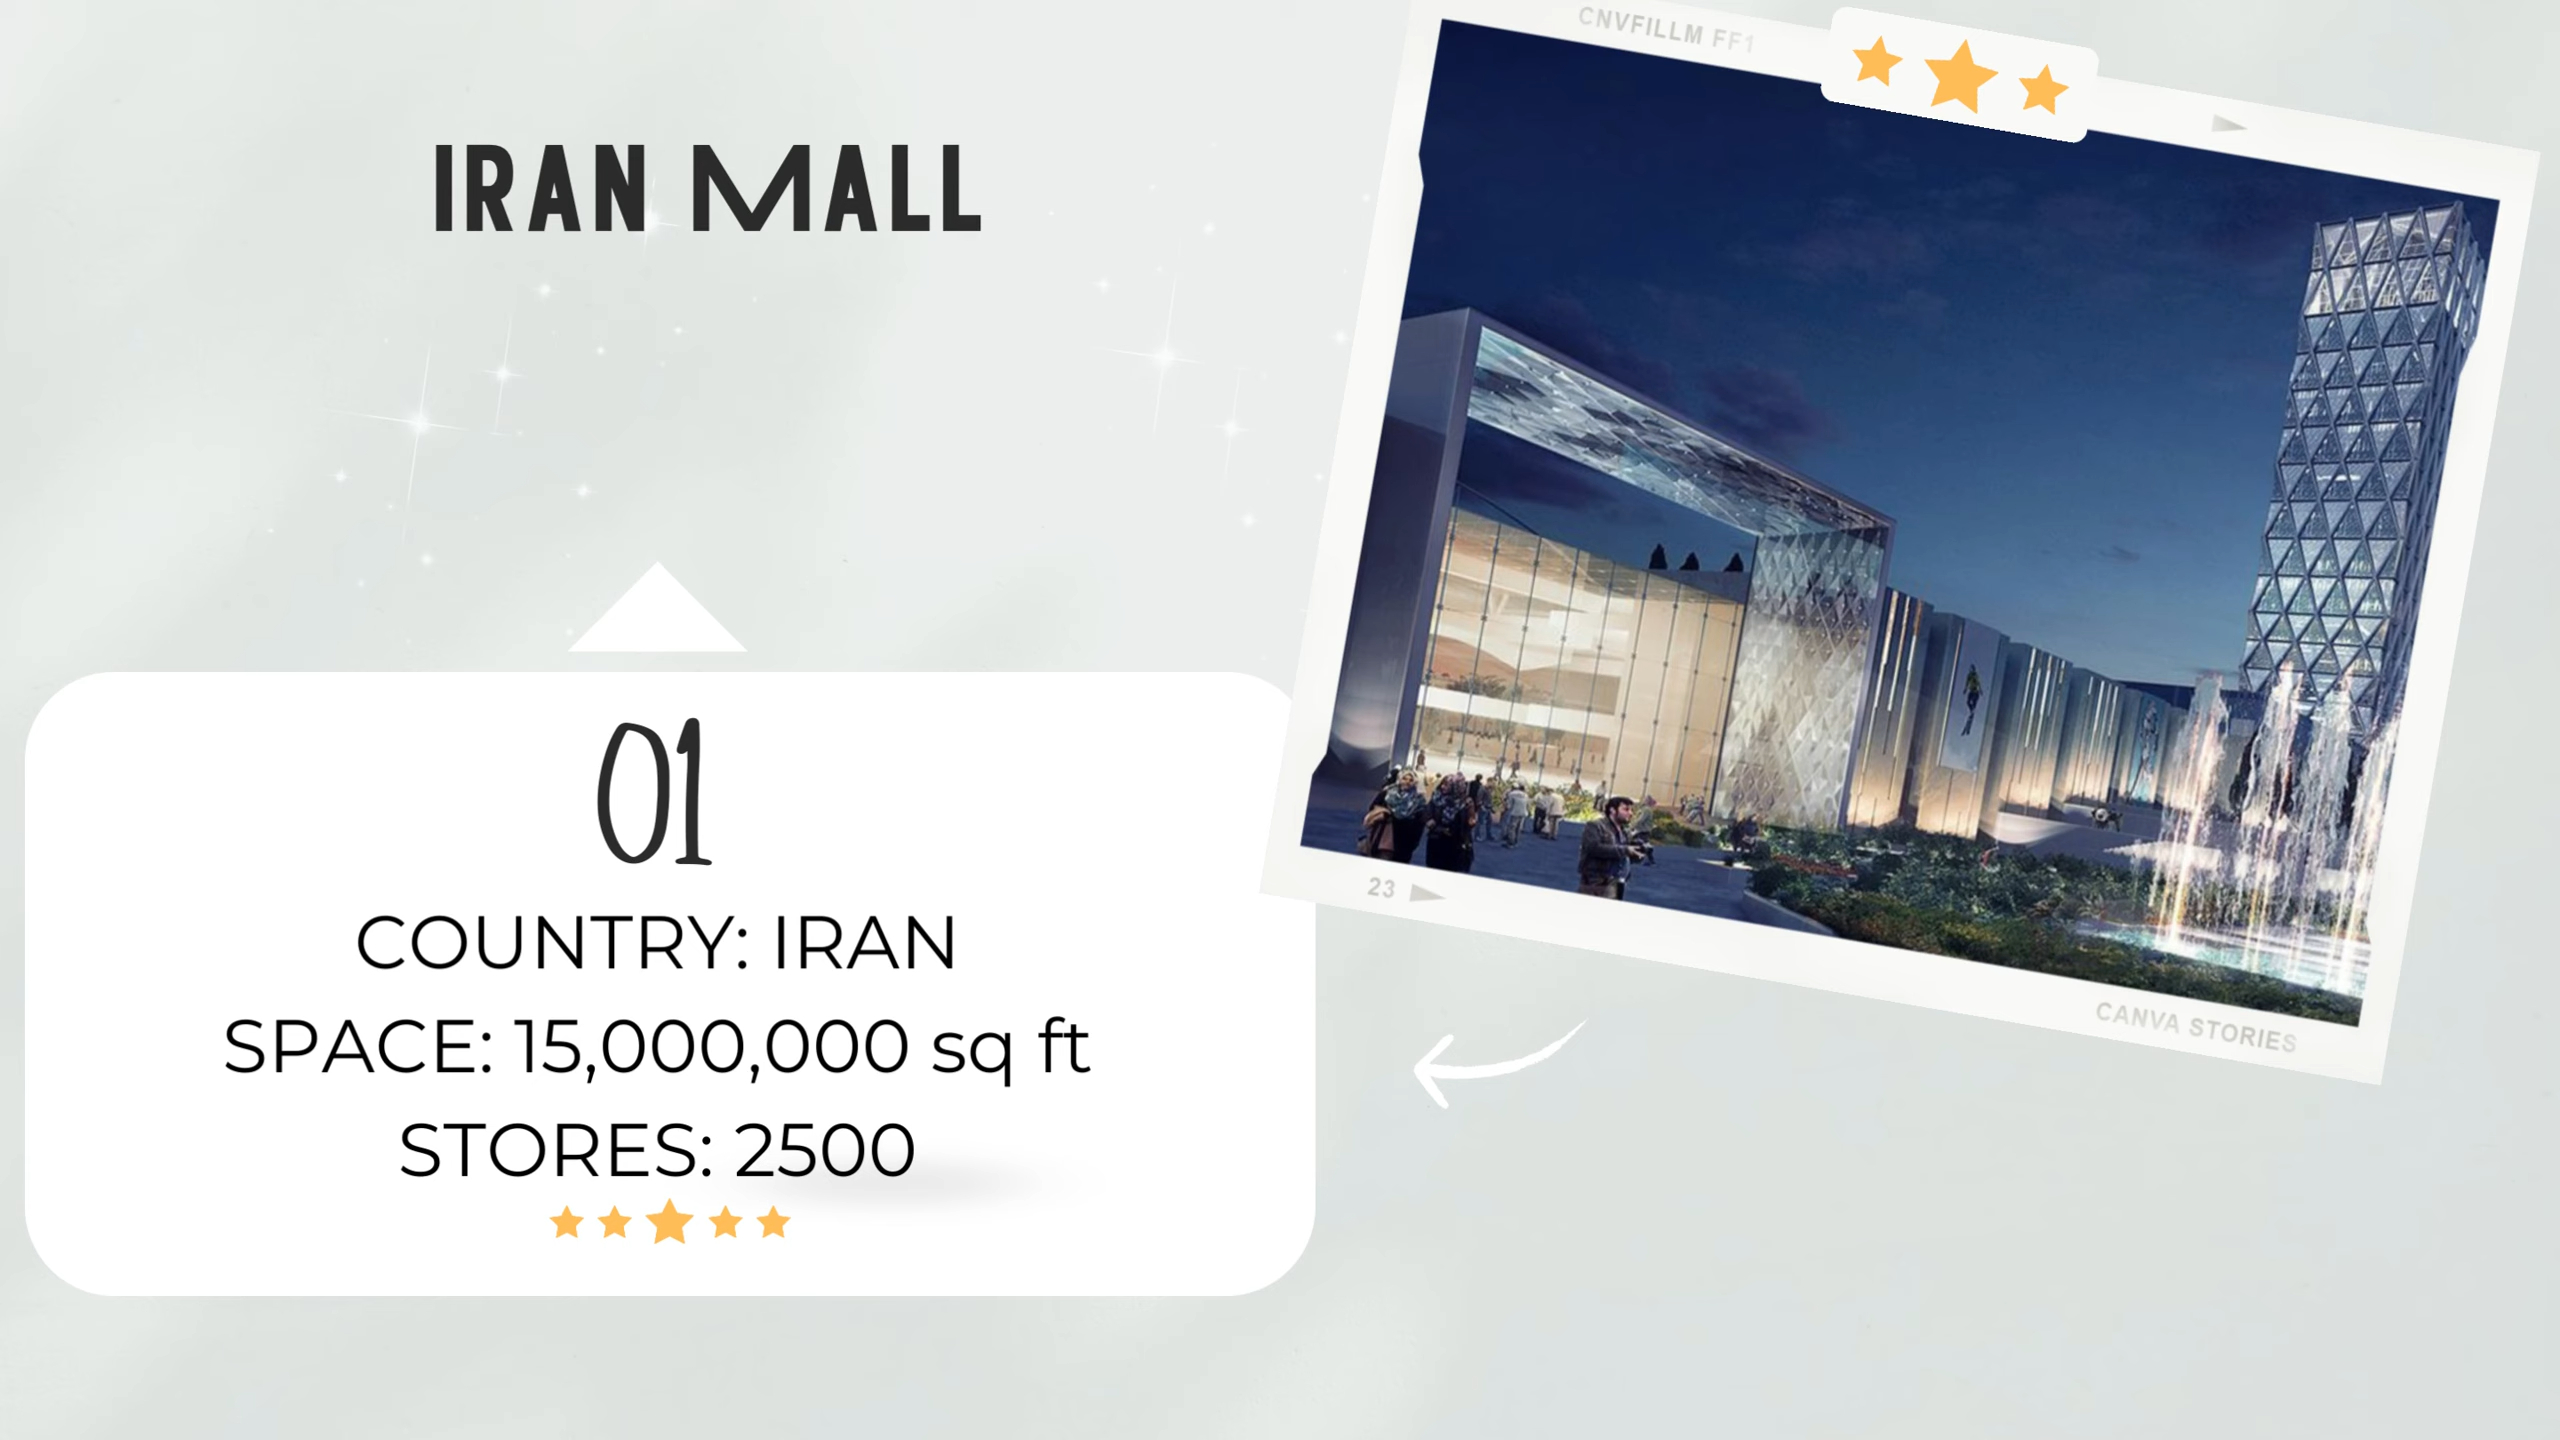 CNVFILLM FF1
IRAN MALL
01
COUNTRY: IRAN
SPACE: 15,000,000 sq ft
STORES: 2500
23
CANVA STORIES